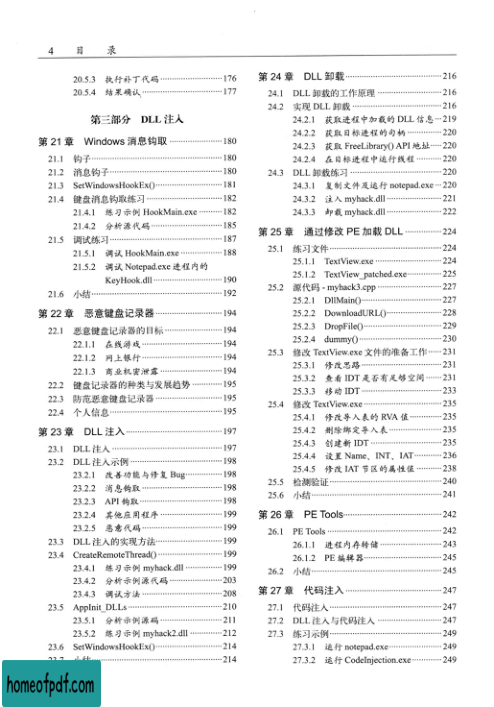 4 目 录
20.5.3 执行补丁代码 176
20.5.4 结果确认 177
第三部分 DLL 注入
第 21 章 Windows 消息钩取 180
21.1 钩子 180
21.2 消息钩子 180
21.3 SetWindowsHookEx() 181
21.4 键盘消息钩取练习 182
21.4.1 练习示例 HookMain.exe 182
21.4.2 分析源代码 185
21.5 调试练习 187
21.5.1 调试 HookMain.exe 188
21.5.2 调试 Notepad.exe 进程内的
KeyHook.dll 190
21.6 小结 192
第 22 章 恶意键盘记录器 194
22.1 恶意键盘记录器的目标 194
22.1.1 在线游戏 194
22.1.2 网上银行 194
22.1.3 商业机密泄露 194
22.2 键盘记录器的种类与发展趋势 195
22.3 防范恶意键盘记录器 195
22.4 个人信息 195
第 23 章 DLL 注入 197
23.1 DLL 注入 197
23.2 DLL 注入示例 198
23.2.1 改善功能与修复 Bug 198
23.2.2 消息钩取 198
23.2.3 API 钩取 198
23.2.4 其他应用程序 199
23.2.5 恶意代码 199
23.3 DLL 注入的实现方法 199
23.4 CreateRemoteThread() 199
23.4.1 练习示例 myhack.dll 199
23.4.2 分析示例源代码 203
23.4.3 调试方法 208
23.5 AppInit_DLLs 210
23.5.1 分析示例源码 211
23.5.2 练习示例 myhack2.dll 212
23.6 SetWindowsHookEx() 214
23.7 小结 214
第 24 章 DLL 卸载 216
24.1 DLL 卸载的工作原理 216
24.2 实现 DLL 卸载 216
24.2.1 获取进程中加载的 DLL 信息 219
24.2.2 获取目标进程的句柄 220
24.2.3 获取 FreeLibrary() API 地址 220
24.2.4 在目标进程中运行线程 220
24.3 DLL 卸载练习 220
24.3.1 复制文件及运行 notepad.exe 220
24.3.2 注入 myhack.dll 221
24.3.3 卸载 myhack.dll 222
第 25 章 通过修改 PE 加载 DLL 224
25.1 练习文件 224
25.1.1 TextView.exe 224
25.1.2 TextView_patched.exe 225
25.2 源代码 - myhack3.cpp 227
25.2.1 DllMain() 227
25.2.2 DownloadURL() 228
25.2.3 DropFile() 229
25.2.4 dummy() 230
25.3 修改 TextView.exe 文件的准备工作 231
25.3.1 修改思路 231
25.3.2 查看 IDT 是否有足够空间 231
25.3.3 移动 IDT 233
25.4 修改 TextView.exe 235
25.4.1 修改导入表的 RVA 值 235
25.4.2 删除绑定导入表 235
25.4.3 创建新 IDT 235
25.4.4 设置 Name、INT、IAT 236
25.4.5 修改 IAT 节区的属性值 238
25.5 检测验证 240
25.6 小结 241
第 26 章 PE Tools 242
26.1 PE Tools 242
26.1.1 进程内存转储 243
26.1.2 PE 编辑器 245
26.2 小结 245
第 27 章 代码注入 247
27.1 代码注入 247
27.2 DLL 注入与代码注入 247
27.3 练习示例 249
27.3.1 运行 notepad.exe 249
27.3.2 运行 CodeInjection.exe 249
homeofpdf.com